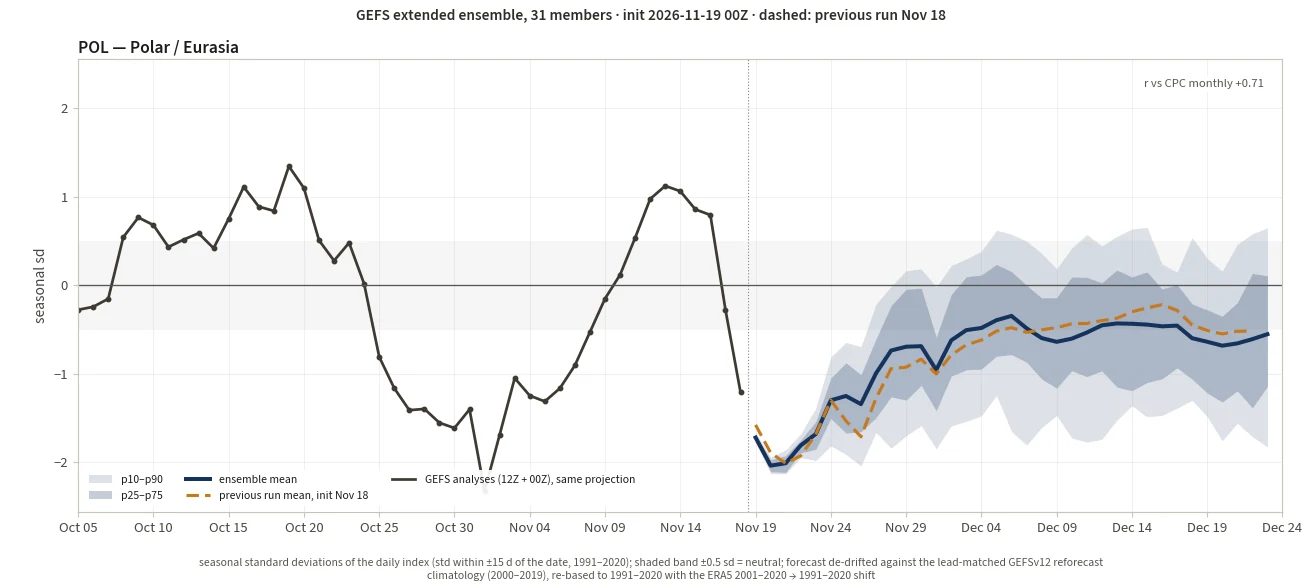 GEFS extended ensemble, 31 members · init 2026-11-19 00Z · dashed: previous run Nov 18
POL — Polar / Eurasia
r vs CPC monthly +0.71
seasonal sd
2
1
0
−1
−2
p10–p90
p25–p75
ensemble mean
previous run mean, init Nov 18
GEFS analyses (12Z + 00Z), same projection
Oct 05 Oct 10 Oct 15 Oct 20 Oct 25 Oct 30 Nov 04 Nov 09 Nov 14 Nov 19 Nov 24 Nov 29 Dec 04 Dec 09 Dec 14 Dec 19 Dec 24
seasonal standard deviations of the daily index (std within ±15 d of the date, 1991–2020); shaded band ±0.5 sd = neutral; forecast de-drifted against the lead-matched GEFSv12 reforecast
climatology (2000–2019), re-based to 1991–2020 with the ERA5 2001–2020 → 1991–2020 shift